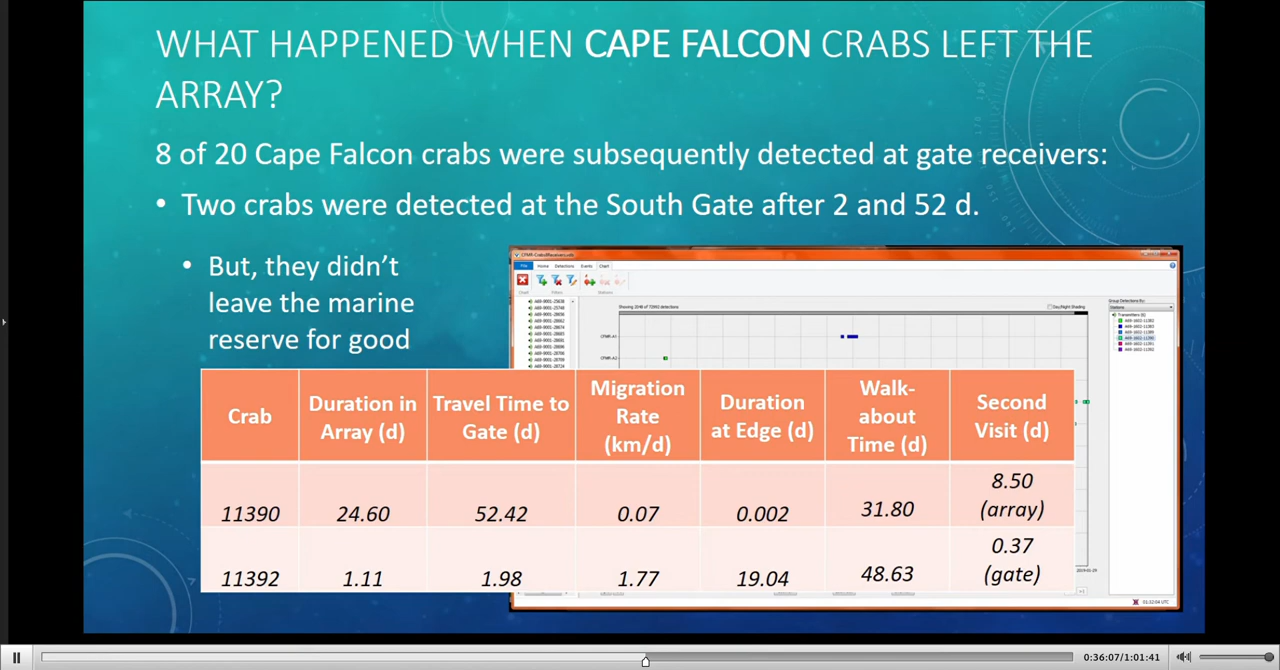 WHAT HAPPENED WHEN CAPE FALCON CRABS LEFT THE
ARRAY?
8 of 20 Cape Falcon crabs were subsequently detected at gate receivers:
• Two crabs were detected at the South Gate after 2 and 52 d.
• But, they didn't
leave the marine
reserve for good
File Home Detections Events Chart
Crab
Duration in
Array (d)
Travel Time to
Gate (d)
Migration
Rate
(km/d)
Duration
at Edge (d)
Walk-
about
Time (d)
Second
Visit (d)
11390 24.60 52.42 0.07 0.002 31.80 8.50
(array)
11392 1.11 1.98 1.77 19.04 48.63 0.37
(gate)
0:36:07/1:01:41